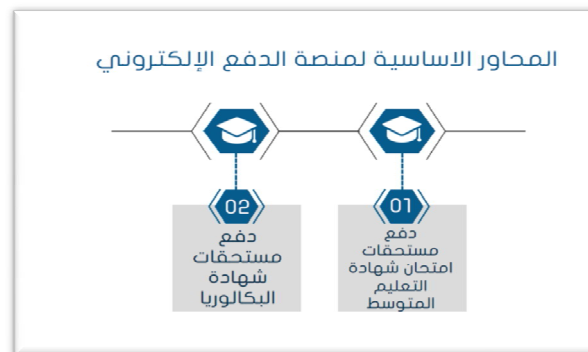 المحاور الاساسية لمنصة الدفع الإلكتروني
01
دفع
مستحقات
امتحان شهادة
التعليم
المتوسط
02
دفع
مستحقات
شهادة
البكالوريا